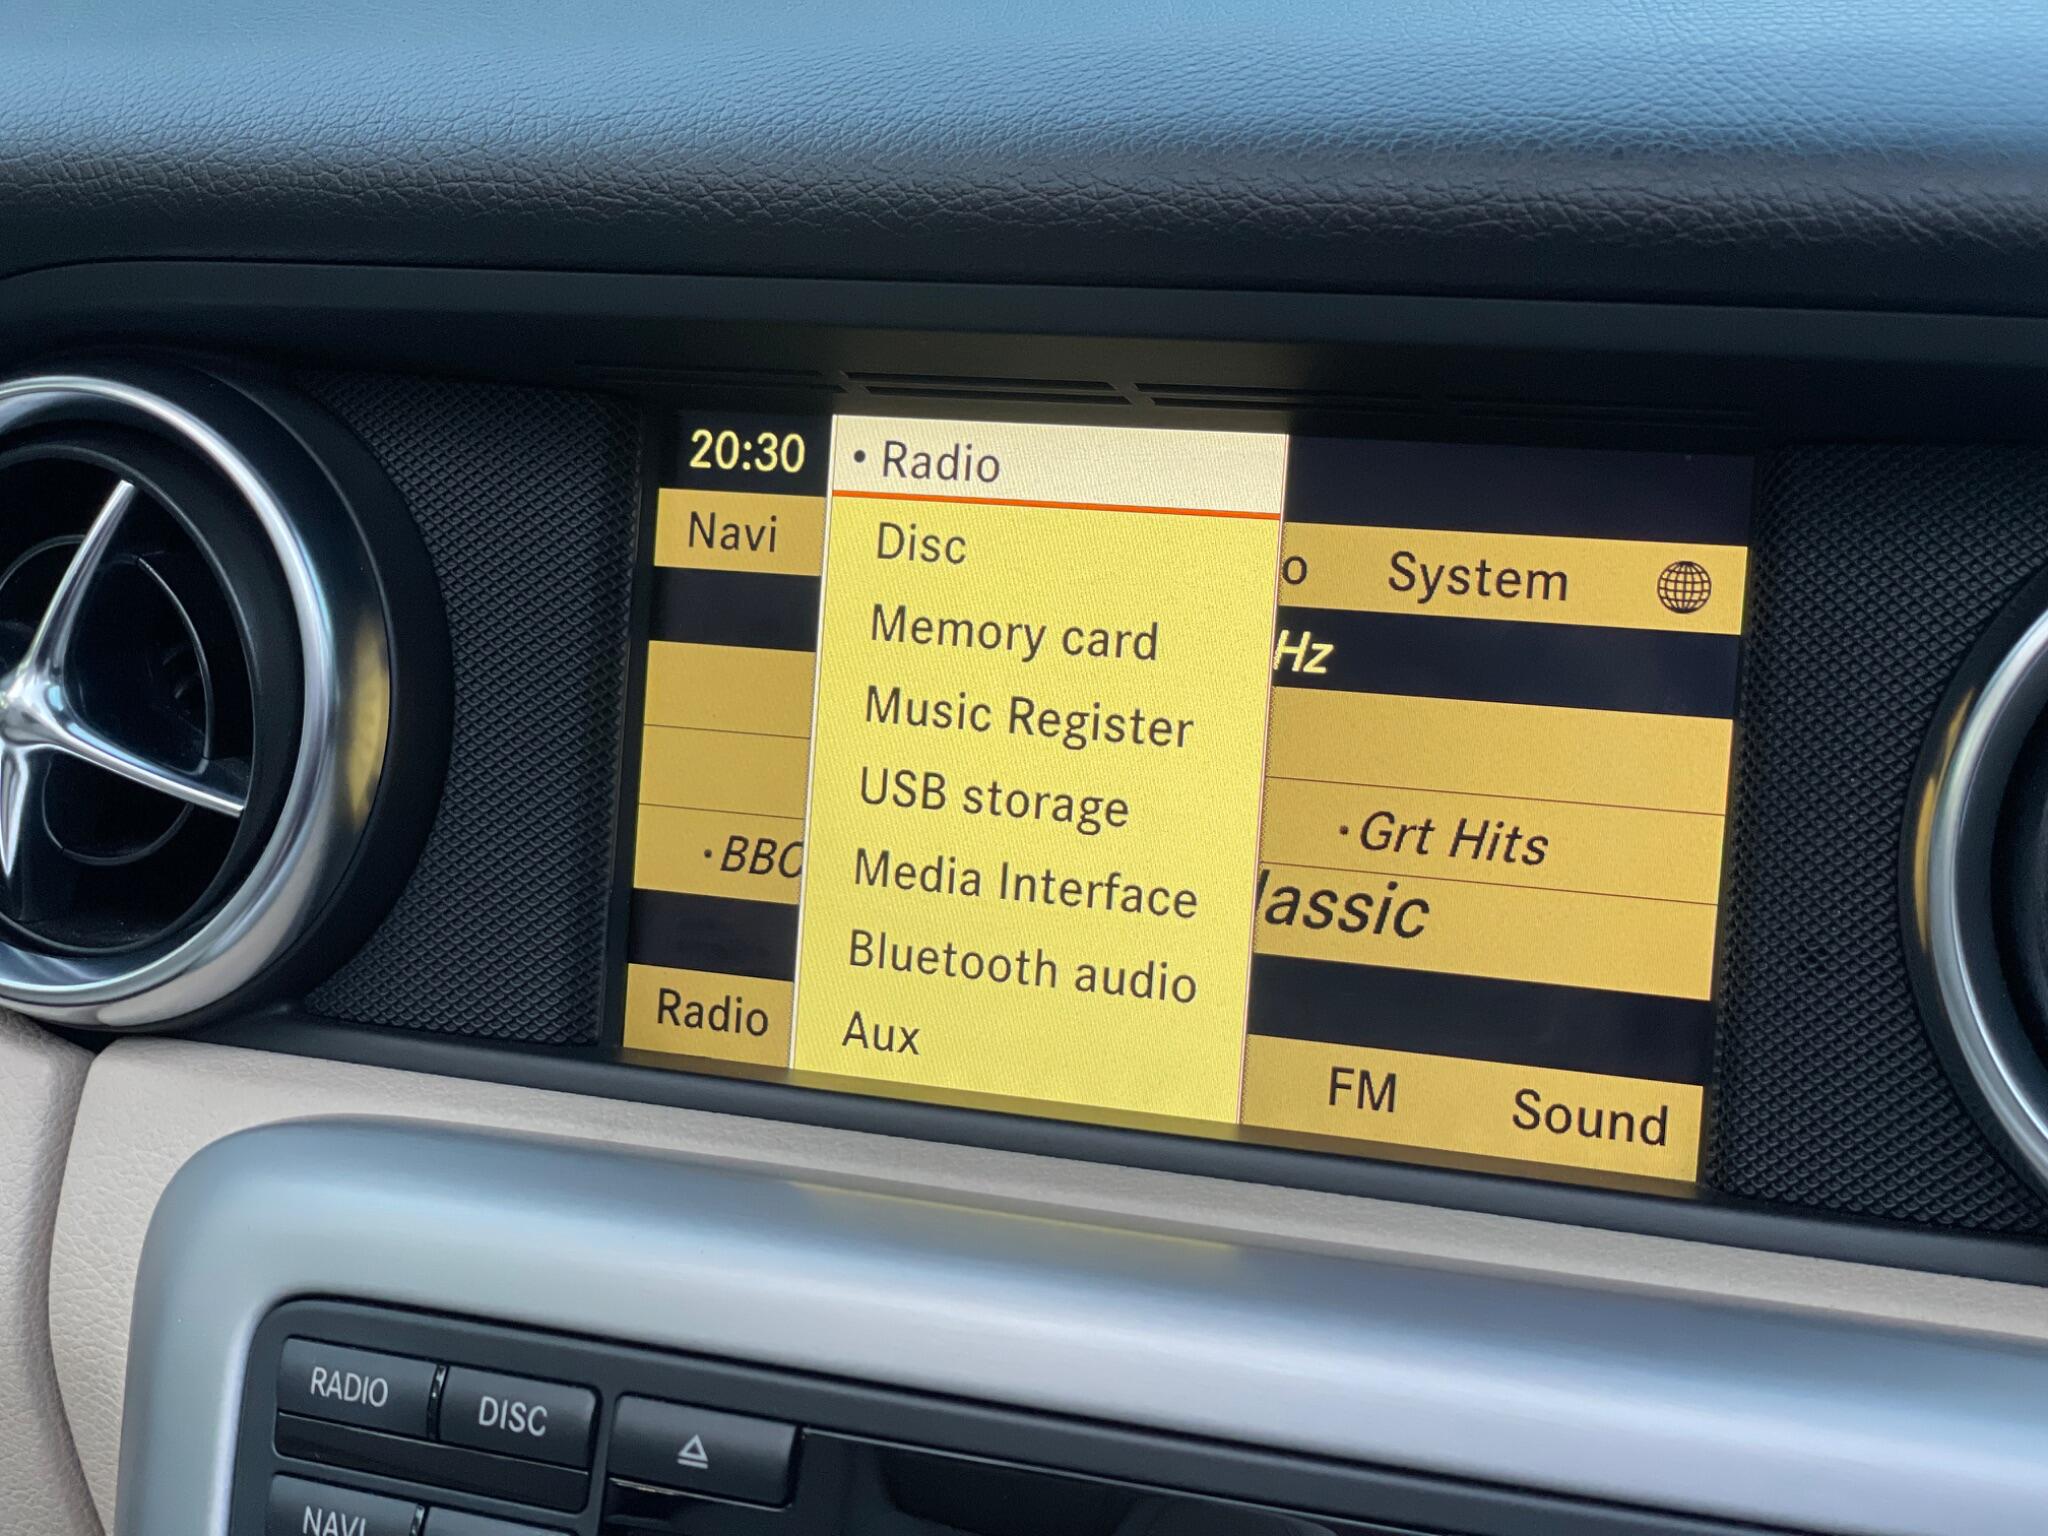 20:30
• Radio
Navi
Disc
System
Memory card
Hz
Music Register
USB storage
• Grt Hits
• BBC
Media Interface
lassic
Bluetooth audio
Radio
Aux
FM
Sound
RADIO
DISC
NAVI